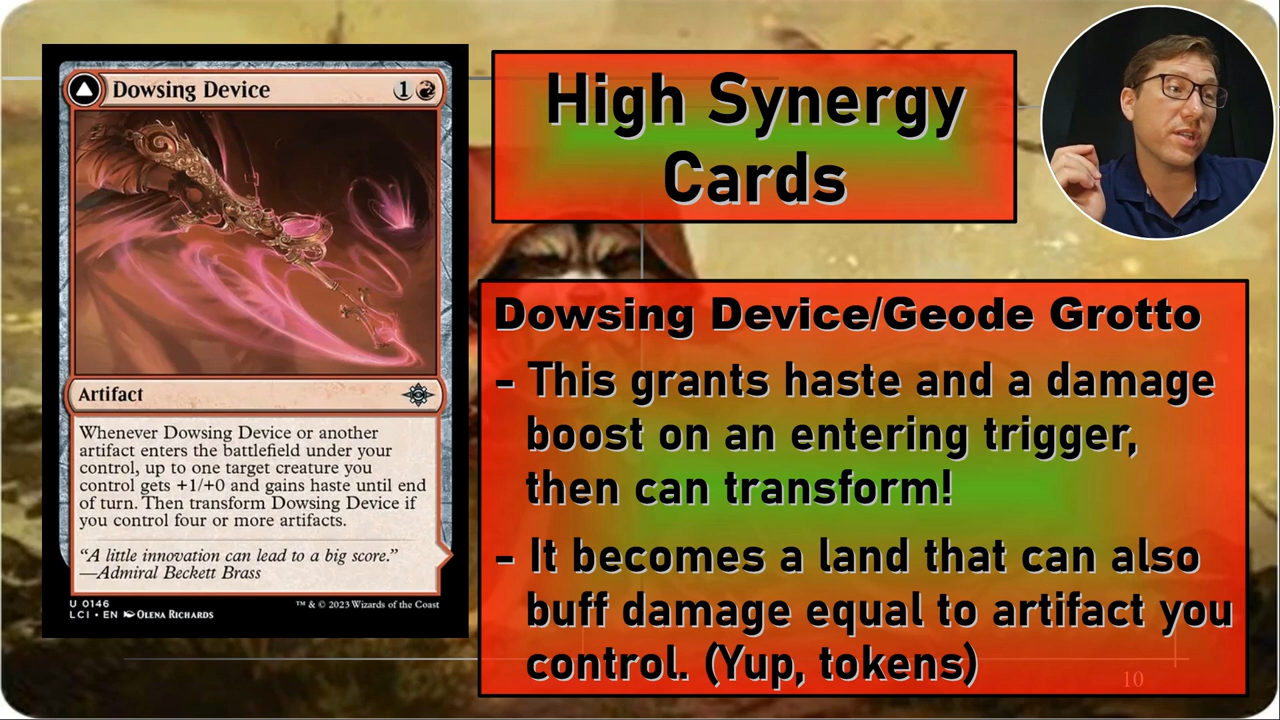 Dowsing Device 1
Artifact
Whenever Dowsing Device or another
artifact enters the battlefield under your
control, up to one target creature you
control gets +1/+0 and gains haste until end
of turn. Then transform Dowsing Device if
you control four or more artifacts.
“A little innovation can lead to a big score.”
—Admiral Beckett Brass
U 0146
LCI • EN OLENA RICHARDS
™ & © 2023 Wizards of the Coast
High Synergy
Cards
Dowsing Device/Geode Grotto
- This grants haste and a damage
boost on an entering trigger,
then can transform!
- It becomes a land that can also
buff damage equal to artifact you
control. (Yup, tokens)
10